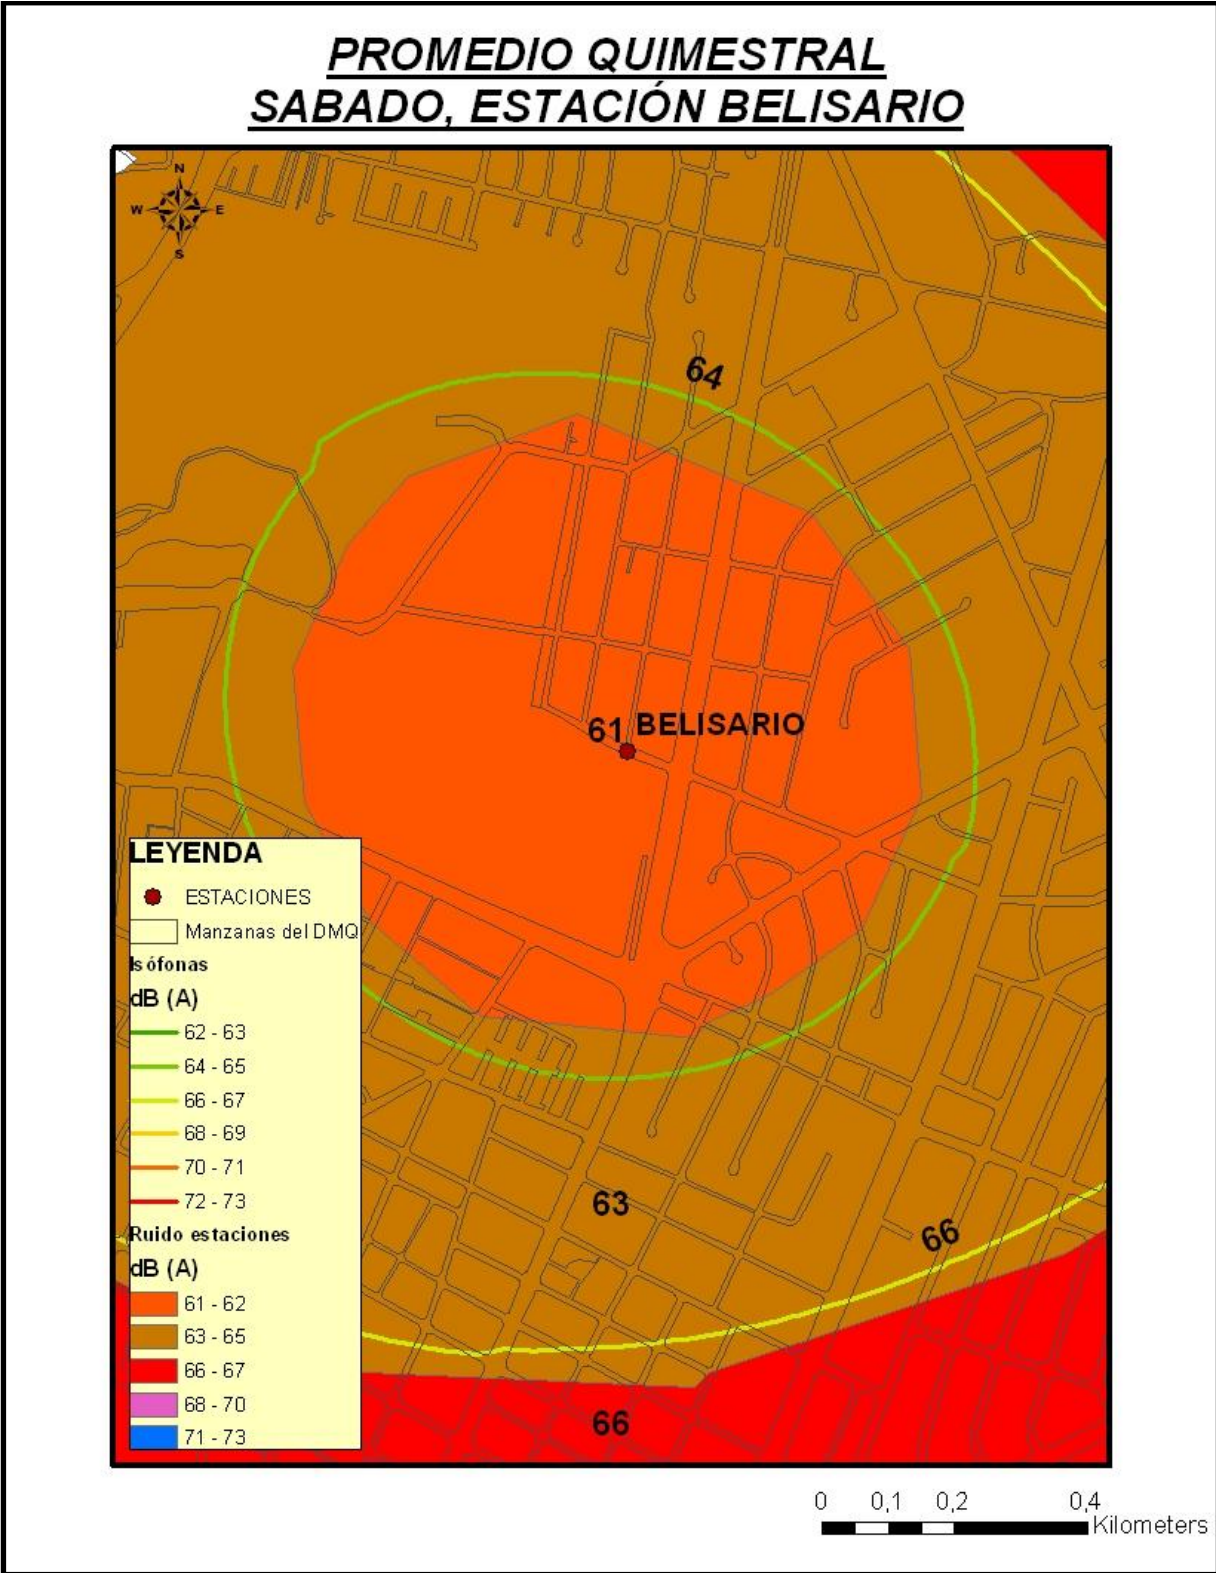 PROMEDIO QUIMESTRAL
SABADO, ESTACIÓN BELISARIO
N
W E
S
64
61 BELISARIO
63
66
66
LEYENDA
ESTACIONES
Manzanas del DMQ
Isófonas
dB (A)
62 - 63
64 - 65
66 - 67
68 - 69
70 - 71
72 - 73
Ruido estaciones
dB (A)
61 - 62
63 - 65
66 - 67
68 - 70
71 - 73
0 0,1 0,2 0,4
Kilometers